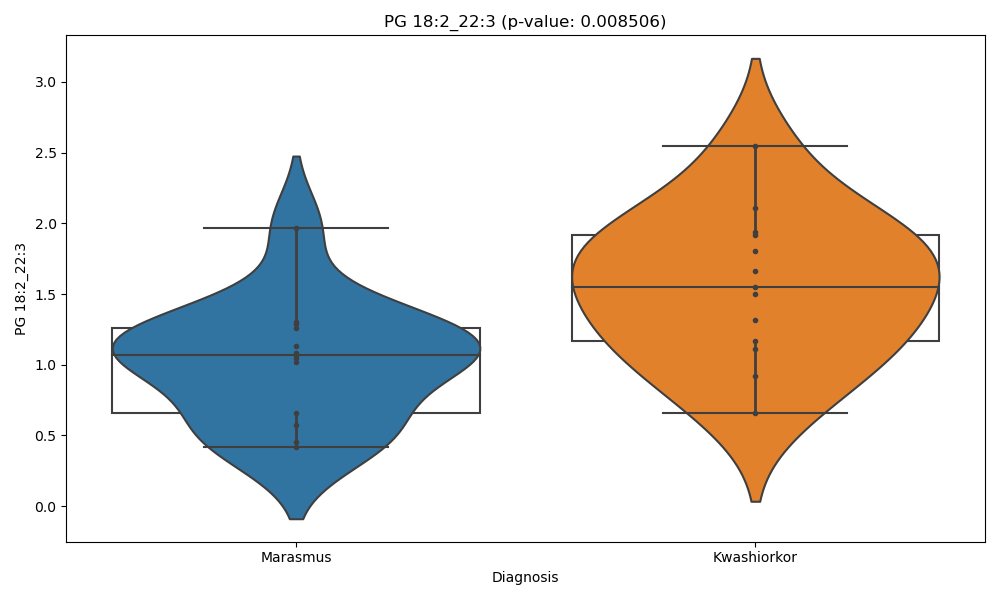 PG 18:2_22:3 (p-value: 0.008506)
3.0
2.5
2.0
1.5
1.0
0.5
0.0
PG 18:2_22:3
Marasmus
Kwashiorkor
Diagnosis